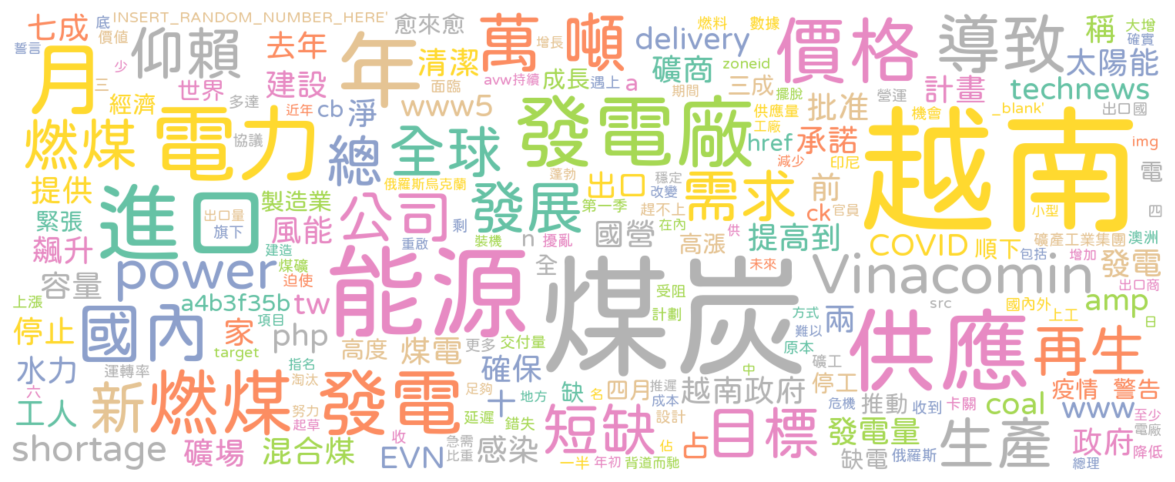 七成 底 INSERT_RANDOM_NUMBER_HERE' 愈來愈 萬噸 燃料 數據 價格 導致 稱 大增
誓言 價值 仰賴 去年 年 清潔 增長 delivery zoneid 確實
月 少 三 世界 建設 面臨 avw持續 成長 遇上 a 礦商 三成 期間 擺脫 營運 計畫 太陽能
經濟 多達 近年 cb 淨 www5 發電廠 供應量 批准 機會 _blank' technews
燃煤 電力 協議 總 全球 工廠 href 承諾 出口國 img
提供 俄羅斯烏克蘭 蓬勃 穩定 減少 印尼 越南 電
進口 製造業 公司 發展 出口 改變 需求 前 小型 四
緊張 出口量 旗下 風能 剩 第一季 趕不上 ck 官員
飆升 建造 重啟 裝機 n 擾亂 國營 在內 高漲 供 提高到 COVID 順下 包括 礦產工業集團 澳洲
容量 power 煤礦 迫使 能源 全 煤炭 未來 Vinacomin 國內外 增加 發電
上漲 a4b3f35b tw 受阻 src 出口商
停止 國內 項目 家 php 交付量 計劃 方式 兩 上工 amp 日
target 高度 煤電 更多 難以 原本 供應 再生
水力 運轉率 指名 確保 礦工
六 新 燃煤發電 淘汰 足夠 十 地方 缺 名 四月 推遲 中 越南政府 停工 疫情 警告
工人 努力 起草 延遲 錯失 短缺 成本 設計 目標 危機 推動 收到 卡關 coal www 至少
shortage 礦場 混合煤 收 EVN 急需 比重 感染 占 佔 發電量 生產 政府 電廠 降低
一半 年初 背道而馳 缺電 俄羅斯 總理